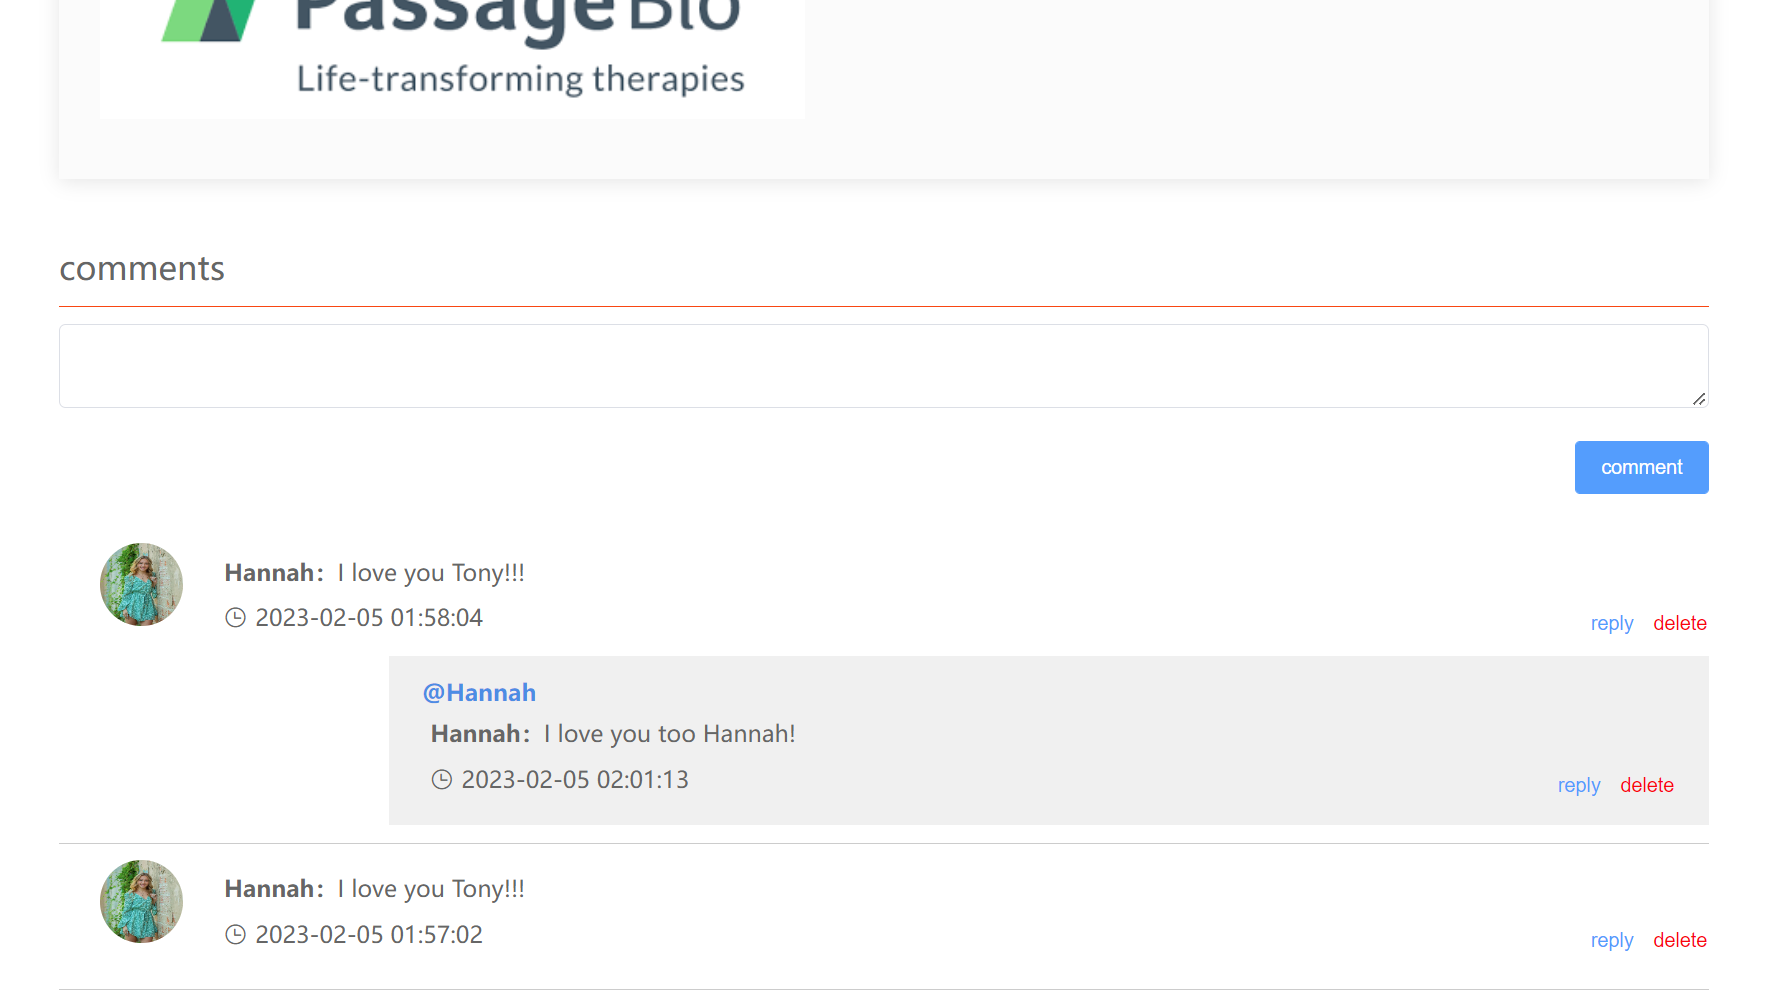 Passage Bio
Life-transforming therapies
comments
comment
Hannah： I love you Tony!!!
2023-02-05 01:58:04
reply delete
@Hannah
Hannah： I love you too Hannah!
2023-02-05 02:01:13
reply delete
Hannah： I love you Tony!!!
2023-02-05 01:57:02
reply delete